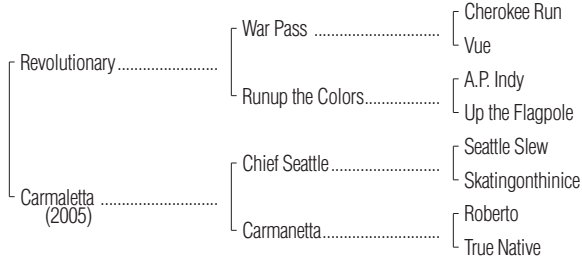 Cherokee Run
War Pass ........................
Vue
Revolutionary ........................
A.P. Indy
Runup the Colors ..................
Up the Flagpole
Seattle Slew
Chief Seattle ........................
Skatingonthinice
Carmaletta ............................
(2005)
Roberto
Carmanetta ..........................
True Native